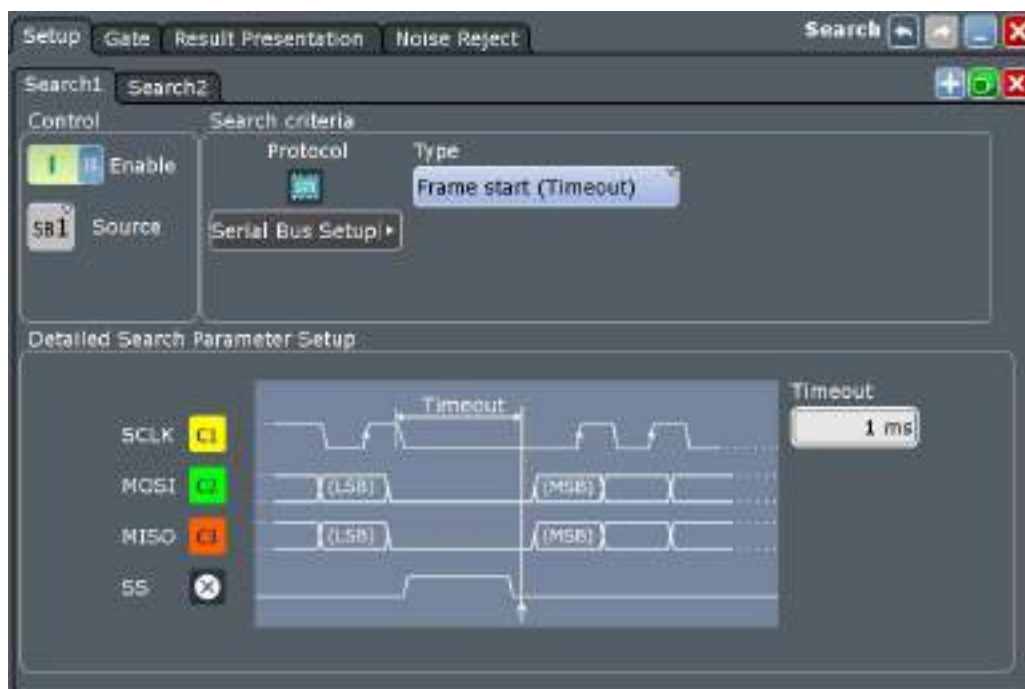 Setup Gate Result Presentation Noise Reject Search
Search1 Search2
Control Search criteria
Enable Protocol Type
SPI Frame start (Timeout)
SB1 Source Serial Bus Setup
Detailed Search Parameter Setup
Timeout Timeout
SCLK C1 1 ms
MOSI C2 (LSB) (MSB)
MISO C3 (LSB) (MSB)
SS